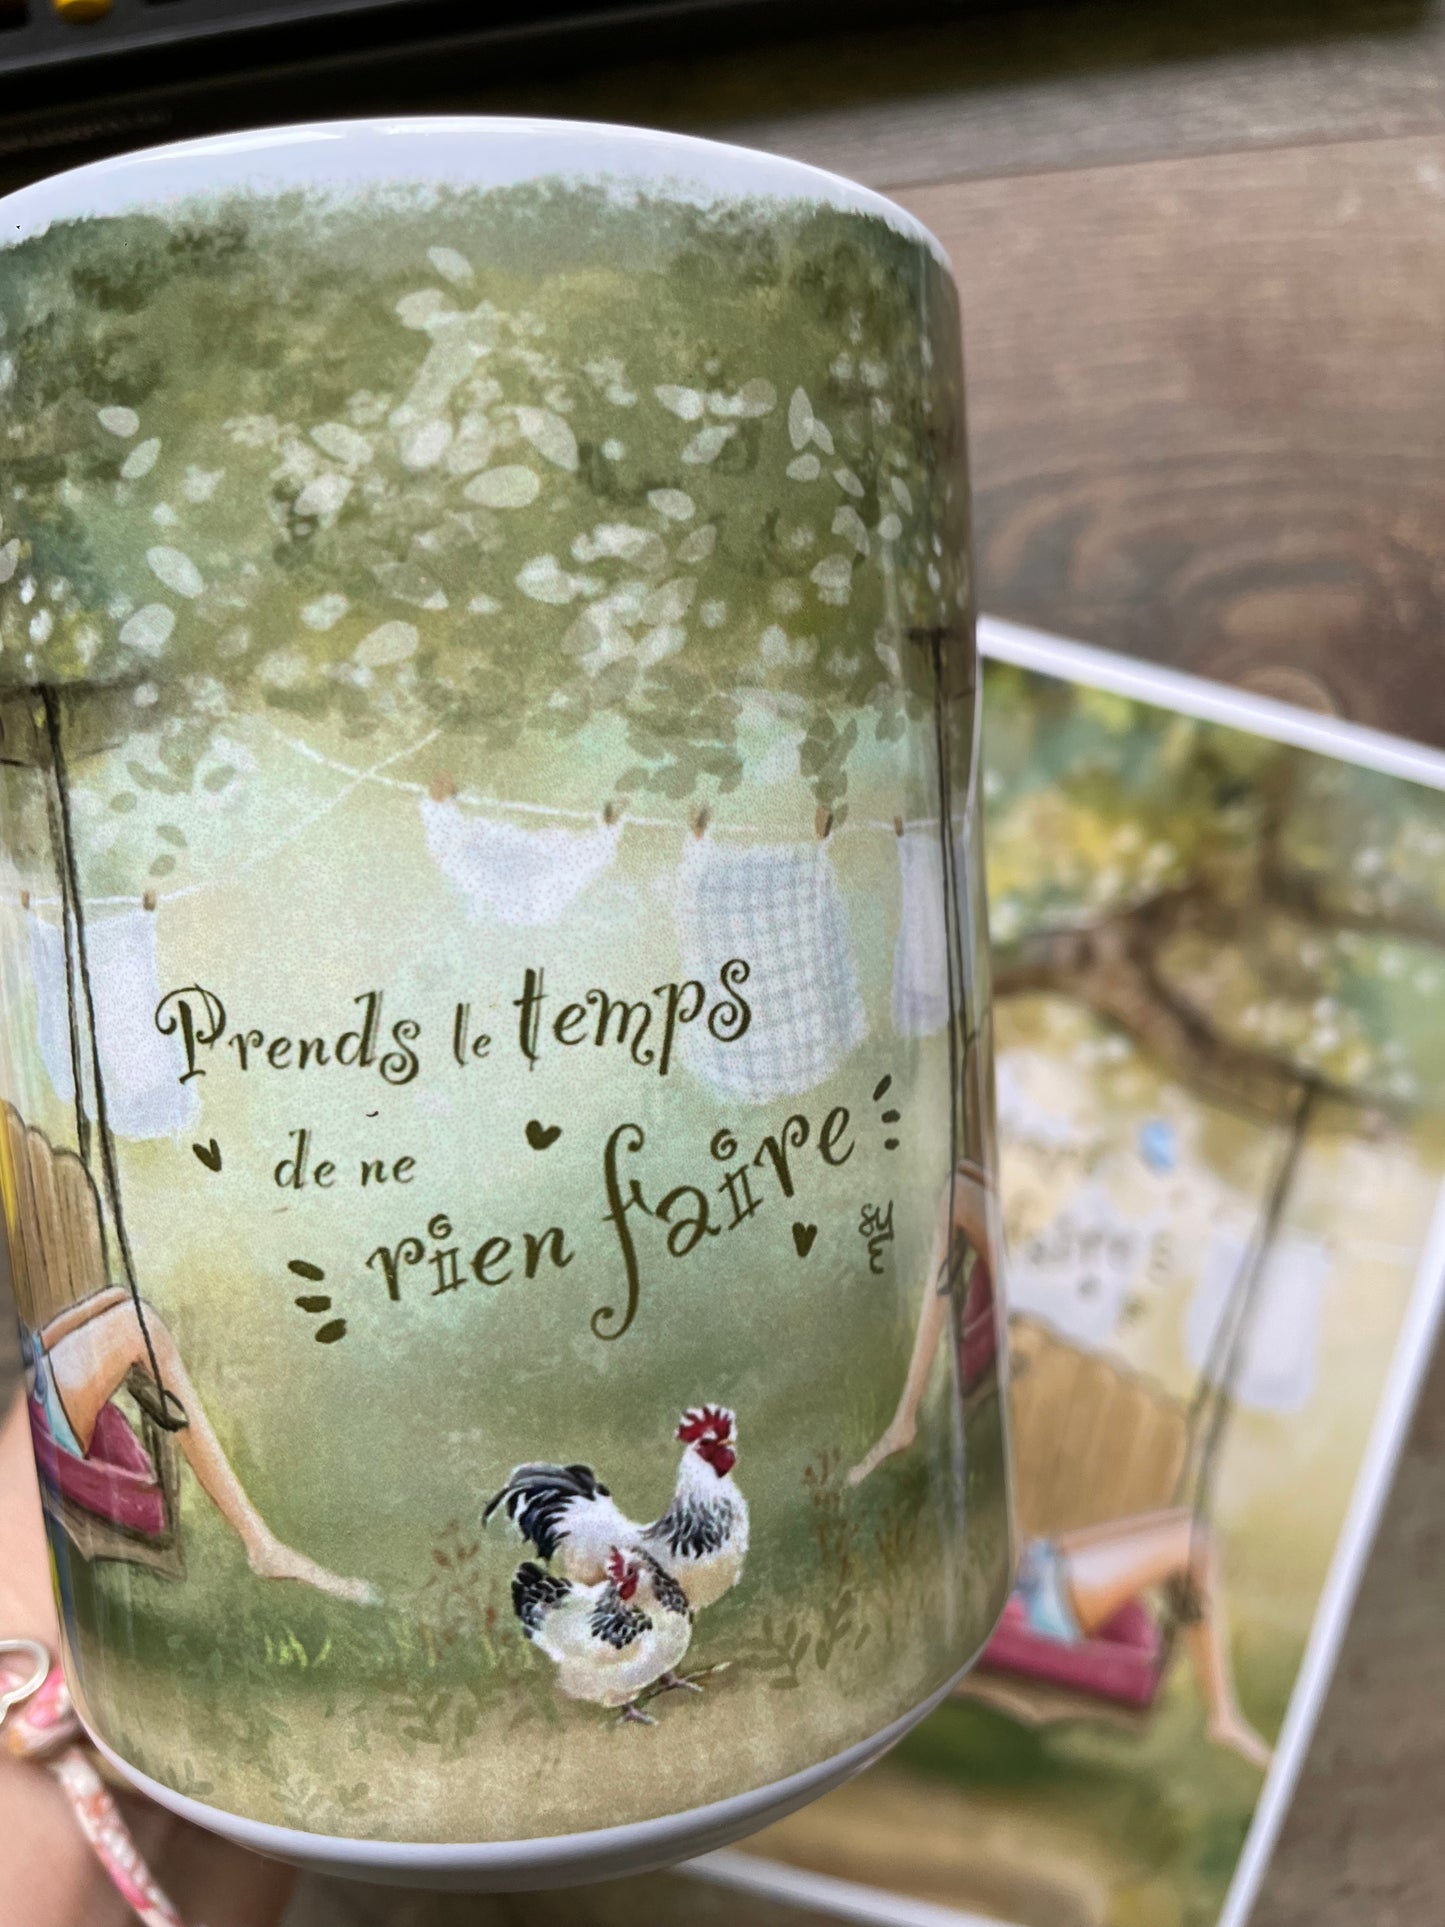 Prends le temps
de ne
rien faire